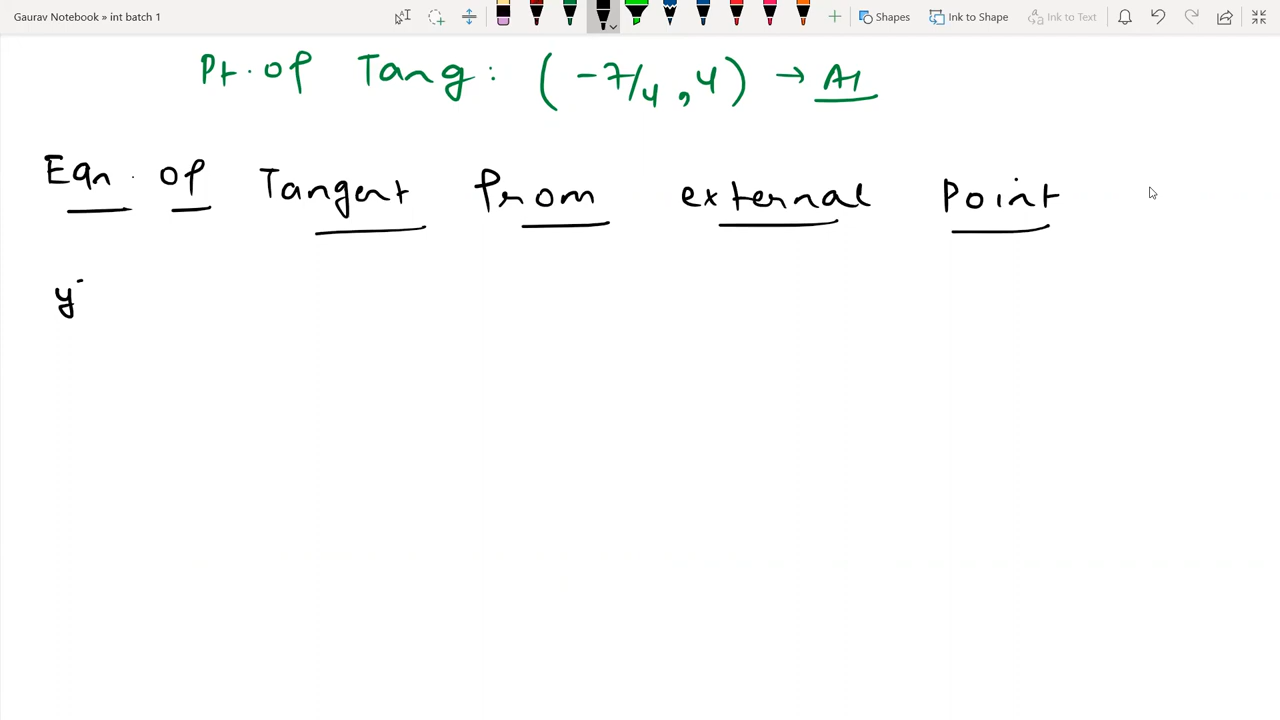 Gaurav Notebook » int batch 1
Shapes Ink to Shape Ink to Text
Pt. of Tang : ( -7/4 , 4 ) → A1
Eqn. of Tangent from external Point
y